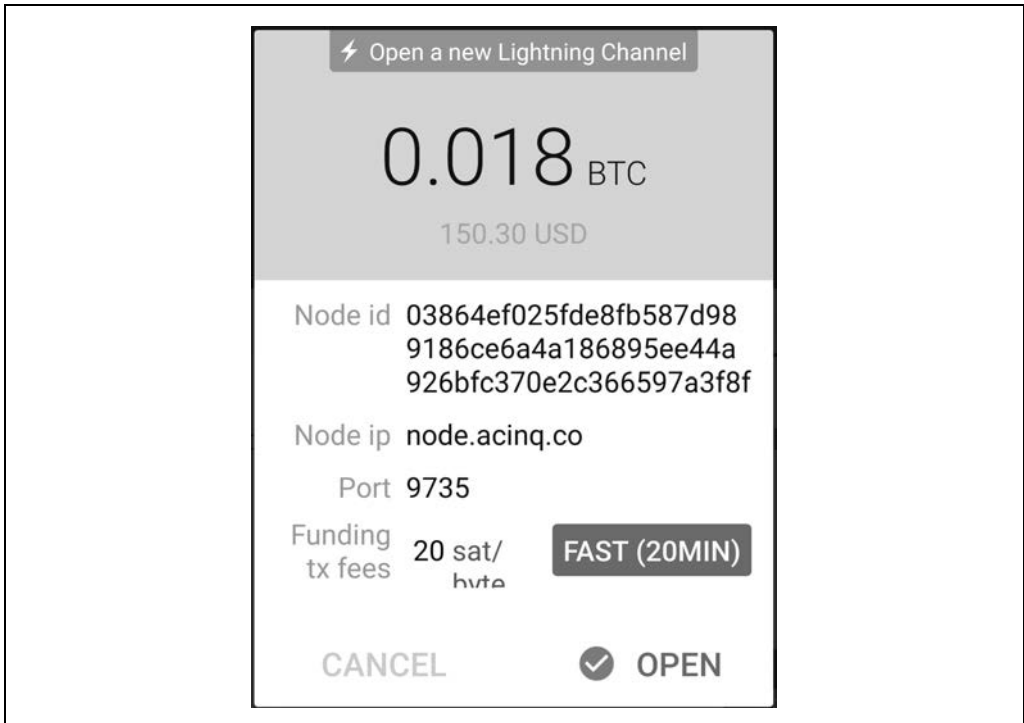 Open a new Lightning Channel
0.018 BTC
150.30 USD
Node id 03864ef025fde8fb587d98
9186ce6a4a186895ee44a
926bfc370e2c366597a3f8f
Node ip node.acinq.co
Port 9735
Funding
tx fees 20 sat/
byte FAST (20MIN)
CANCEL OPEN